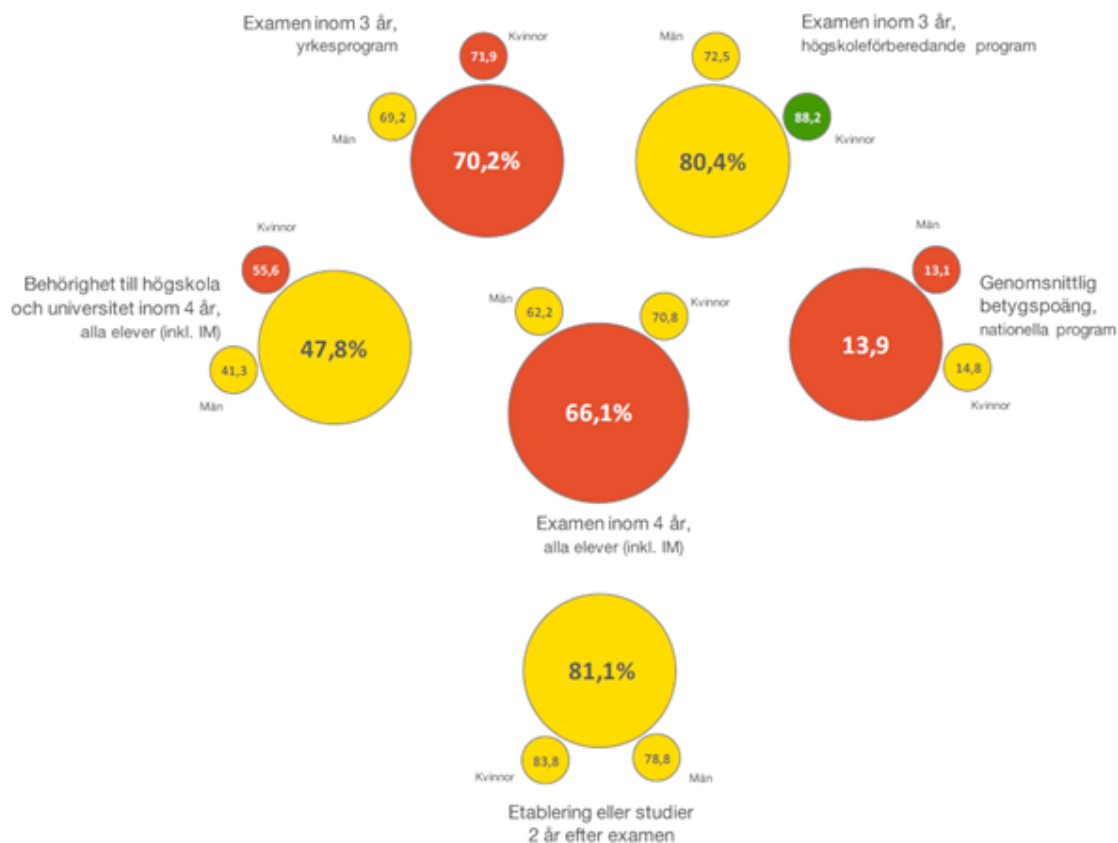 Examen inom 3 år,
yrkesprogram
Kvinnor
71,9
69,2
Män
70,2%
Examen inom 3 år,
högskoleförberedande program
Män
72,5
88,2
Kvinnor
80,4%
Behörighet till högskola
och universitet inom 4 år,
alla elever (inkl. IM)
Kvinnor
55,6
47,8%
41,3
Män
Män
62,2
70,8
Kvinnor
66,1%
Examen inom 4 år,
alla elever (inkl. IM)
Män
13,1
13,9
14,8
Kvinnor
Genomsnittlig
betygspoäng,
nationella program
81,1%
Kvinnor
83,8
78,8
Män
Etablering eller studier
2 år efter examen